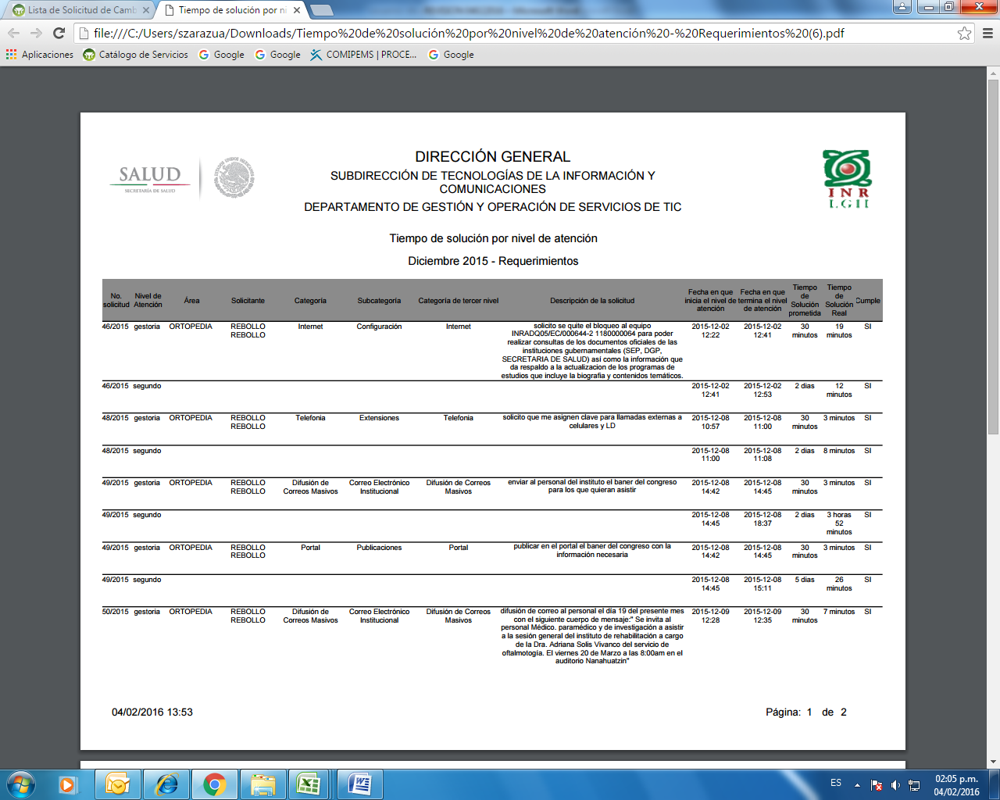 Lista de Solicitud de Camb
Tiempo de solución por ni
file:///C:/Users/szarazua/Downloads/Tiempo%20de%20solución%20por%20nivel%20de%20atención%20-%20Requerimientos%20(6).pdf
Aplicaciones Catálogo de Servicios Google Google COMIPEMS | PROCE... Google
SALUD
SECRETARÍA DE SALUD
DIRECCIÓN GENERAL
SUBDIRECCIÓN DE TECNOLOGÍAS DE LA INFORMACIÓN Y
COMUNICACIONES
DEPARTAMENTO DE GESTIÓN Y OPERACIÓN DE SERVICIOS DE TIC
INR
LGII
Tiempo de solución por nivel de atención
Diciembre 2015 - Requerimientos
No. solicitud Nivel de Atención Área Solicitante Categoría Subcategoría Categoría de tercer nivel Descripción de la solicitud Fecha en que inicia el nivel de atención Fecha en que termina el nivel de atención Tiempo de Solución prometida Tiempo de Solución Real Cumple
46/2015 gestoria ORTOPEDIA REBOLLO Internet Configuración Internet solicito se quite el bloqueo al equipo 2015-12-02 2015-12-02 30 19 SI
REBOLLO INRADQ05/EC/000644-2 1180000064 para poder 12:22 12:41 minutos minutos
realizar consultas de los documentos oficiales de las
instituciones gubernamentales (SEP, DGP,
SECRETARIA DE SALUD) así como la información que
da respaldo a la actualizacion de los programas de
estudios que incluye la biografia y contenidos temáticos.
46/2015 segundo 2015-12-02 2015-12-02 2 dias 12 SI
12:41 12:53 minutos
48/2015 gestoria ORTOPEDIA REBOLLO Telefonia Extensiones Telefonia solicito que me asignen clave para llamadas externas a 2015-12-08 2015-12-08 30 3 minutos SI
REBOLLO celulares y LD 10:57 11:00 minutos
48/2015 segundo 2015-12-08 2015-12-08 2 dias 8 minutos SI
11:00 11:08
49/2015 gestoria ORTOPEDIA REBOLLO Difusión de Correo Electrónico Difusión de Correos enviar al personal del instituto el baner del congreso 2015-12-08 2015-12-08 30 3 minutos SI
REBOLLO Correos Masivos Institucional Masivos para los que quieran asistir 14:42 14:45 minutos
49/2015 segundo 2015-12-08 2015-12-08 2 dias 3 horas SI
14:45 18:37 52
minutos
49/2015 gestoria ORTOPEDIA REBOLLO Portal Publicaciones Portal publicar en el portal el baner del congreso con la 2015-12-08 2015-12-08 30 3 minutos SI
REBOLLO información necesaria 14:42 14:45 minutos
49/2015 segundo 2015-12-08 2015-12-08 5 dias 26 SI
14:45 15:11 minutos
50/2015 gestoria ORTOPEDIA REBOLLO Difusión de Correo Electrónico Difusión de Correos difusión de correo al personal el día 19 del presente mes 2015-12-09 2015-12-09 30 7 minutos SI
REBOLLO Correos Masivos Institucional Masivos con el siguiente cuerpo de mensaje:" Se invita al 12:28 12:35 minutos
personal Médico. paramédico y de investigación a asistir
a la sesión general del instituto de rehabilitación a cargo
de la Dra. Adriana Solis Vivanco del servicio de
oftalmotogía. El viernes 20 de Marzo a las 8:00am en el
auditorio Nanahuatzin"
04/02/2016 13:53 Página: 1 de 2
ES 02:05 p.m.
04/02/2016